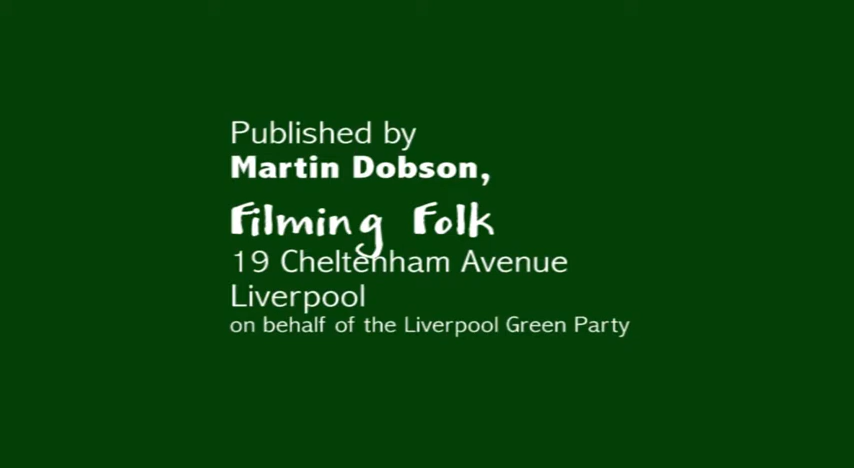 Published by
Martin Dobson,
Filming Folk
19 Cheltenham Avenue
Liverpool
on behalf of the Liverpool Green Party